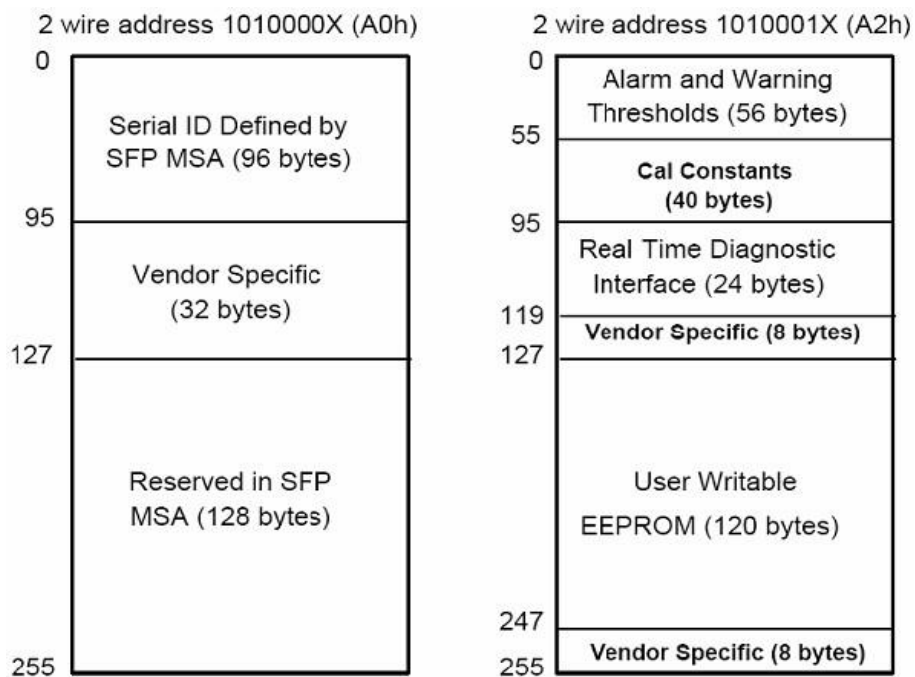 2 wire address 1010000X (A0h)
0
Serial ID Defined by
SFP MSA (96 bytes)
95
Vendor Specific
(32 bytes)
127
Reserved in SFP
MSA (128 bytes)
255
2 wire address 1010001X (A2h)
0
Alarm and Warning
Thresholds (56 bytes)
55
Cal Constants
(40 bytes)
95
Real Time Diagnostic
Interface (24 bytes)
119
Vendor Specific (8 bytes)
127
User Writable
EEPROM (120 bytes)
247
Vendor Specific (8 bytes)
255